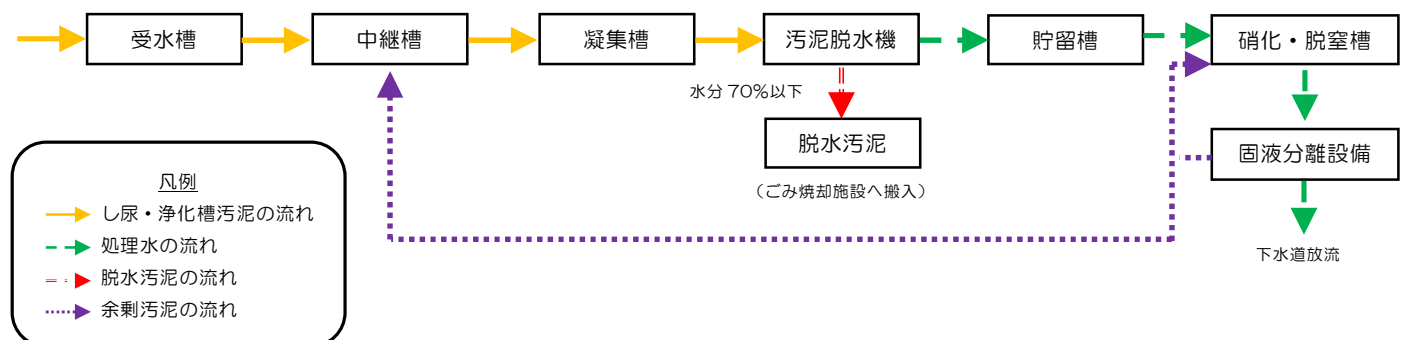 受水槽
中継槽
凝集槽
汚泥脱水機
貯留槽
硝化・脱窒槽
水分 70%以下
脱水汚泥
固液分離設備
(ごみ焼却施設へ搬入)
下水道放流
凡例
し尿・浄化槽汚泥の流れ
処理水の流れ
脱水汚泥の流れ
余剰汚泥の流れ